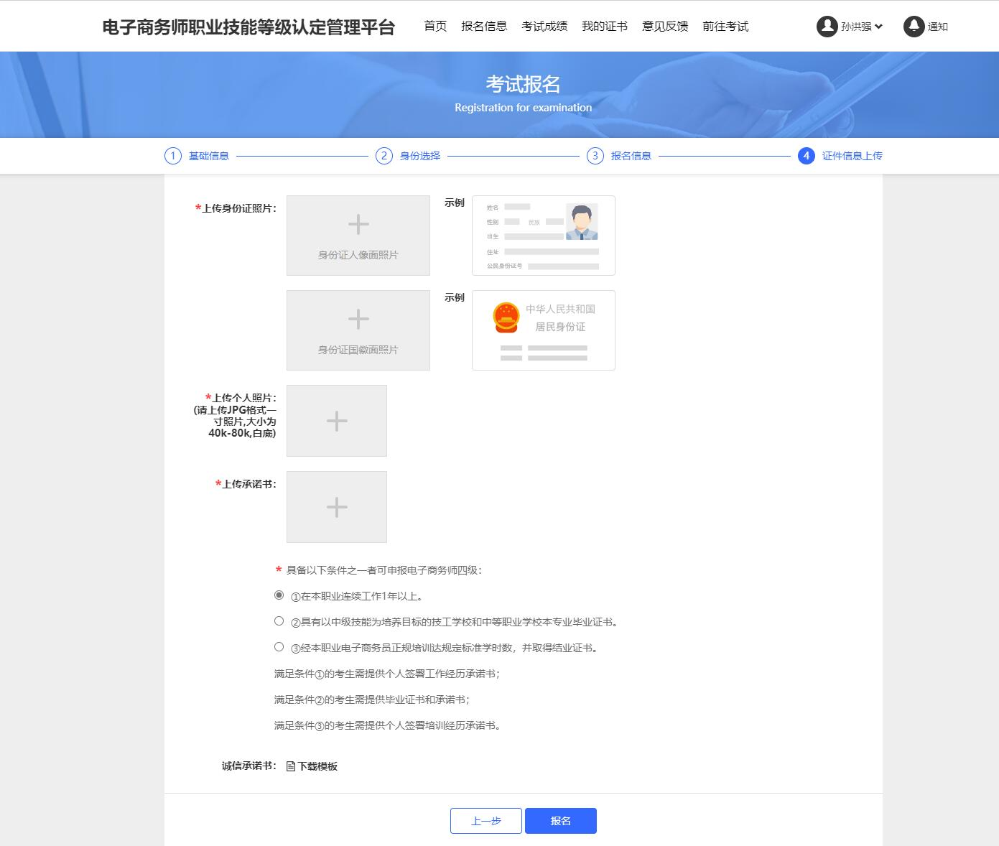 电子商务师职业技能等级认定管理平台 首页 报名信息 考试成绩 我的证书 意见反馈 前往考试 孙洪强 通知
考试报名
Registration for examination
1 基础信息 2 身份选择 3 报名信息 4 证件信息上传
*上传身份证照片:
身份证人像面照片
示例
姓名
性别 民族
出生
住址
公民身份证号
身份证国徽面照片
示例
中华人民共和国
居民身份证
*上传个人照片:
(请上传JPG格式一
寸照片,大小为
40k-80k,白底)
*上传承诺书:
* 具备以下条件之一者可申报电子商务师四级:
①在本职业连续工作1年以上。
②具有以中级技能为培养目标的技工学校和中等职业学校本专业毕业证书。
③经本职业电子商务员正规培训达规定标准学时数，并取得结业证书。
满足条件①的考生需提供个人签署工作经历承诺书；
满足条件②的考生需提供毕业证书和承诺书；
满足条件③的考生需提供个人签署培训经历承诺书。
诚信承诺书: 下载模板
上一步 报名